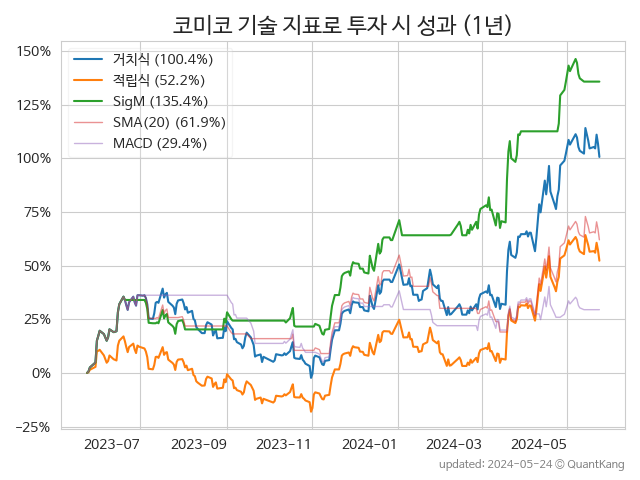 코미코 기술 지표로 투자 시 성과 (1년)
거치식 (100.4%)
적립식 (52.2%)
SigM (135.4%)
SMA(20) (61.9%)
MACD (29.4%)
150%
125%
100%
75%
50%
25%
0%
−25%
2023−07
2023−09
2023−11
2024−01
2024−03
2024−05
updated: 2024-05-24 © QuantKang